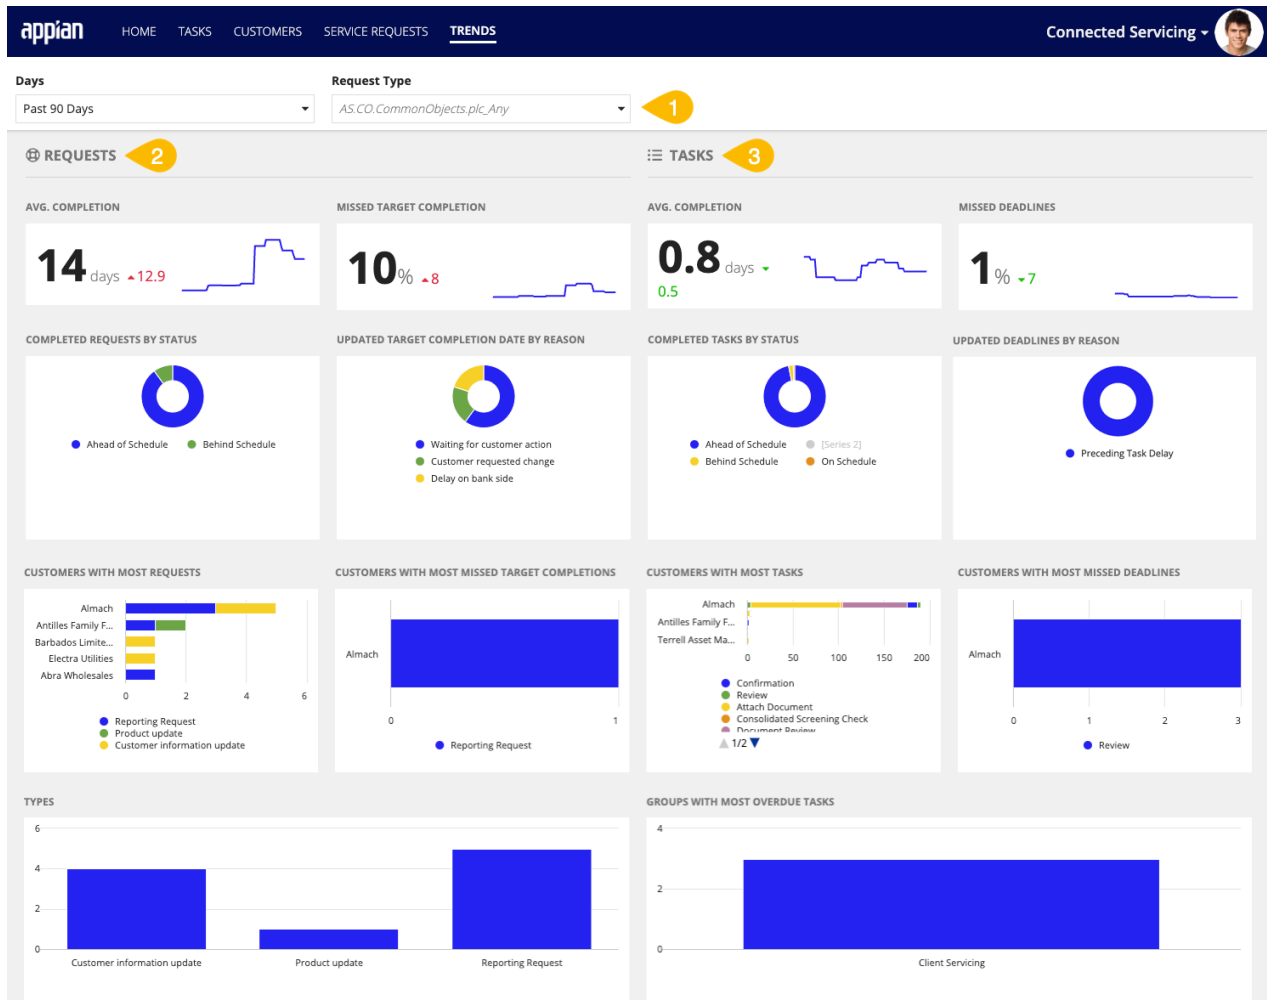 appian
HOME TASKS CUSTOMERS SERVICE REQUESTS TRENDS
Connected Servicing
Days
Past 90 Days
Request Type
AS.CO.CommonObjects.plc_Any
1
REQUESTS
2
TASKS
3
AVG. COMPLETION
14 days 12.9
MISSED TARGET COMPLETION
10% 8
AVG. COMPLETION
0.8 days
0.5
MISSED DEADLINES
1% 7
COMPLETED REQUESTS BY STATUS
Ahead of Schedule
Behind Schedule
UPDATED TARGET COMPLETION DATE BY REASON
Waiting for customer action
Customer requested change
Delay on bank side
COMPLETED TASKS BY STATUS
Ahead of Schedule
[Series 2]
Behind Schedule
On Schedule
UPDATED DEADLINES BY REASON
Preceding Task Delay
CUSTOMERS WITH MOST REQUESTS
Almach
Antilles Family F...
Barbados Limite...
Electra Utilities
Abra Wholesales
0 2 4 6
Reporting Request
Product update
Customer information update
CUSTOMERS WITH MOST MISSED TARGET COMPLETIONS
Almach
0 1
Reporting Request
CUSTOMERS WITH MOST TASKS
Almach
Antilles Family F...
Terrell Asset Ma...
0 50 100 150 200
Confirmation
Review
Attach Document
Consolidated Screening Check
Document Review
1/2
CUSTOMERS WITH MOST MISSED DEADLINES
Almach
0 1 2 3
Review
TYPES
6
4
2
0
Customer information update
Product update
Reporting Request
GROUPS WITH MOST OVERDUE TASKS
4
2
0
Client Servicing